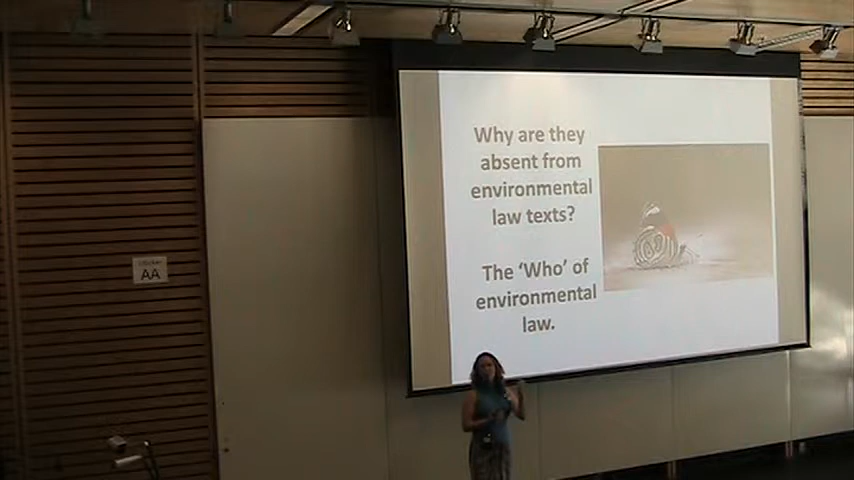 Why are they
absent from
environmental
law texts?
The ‘Who’ of
environmental
law.
AA